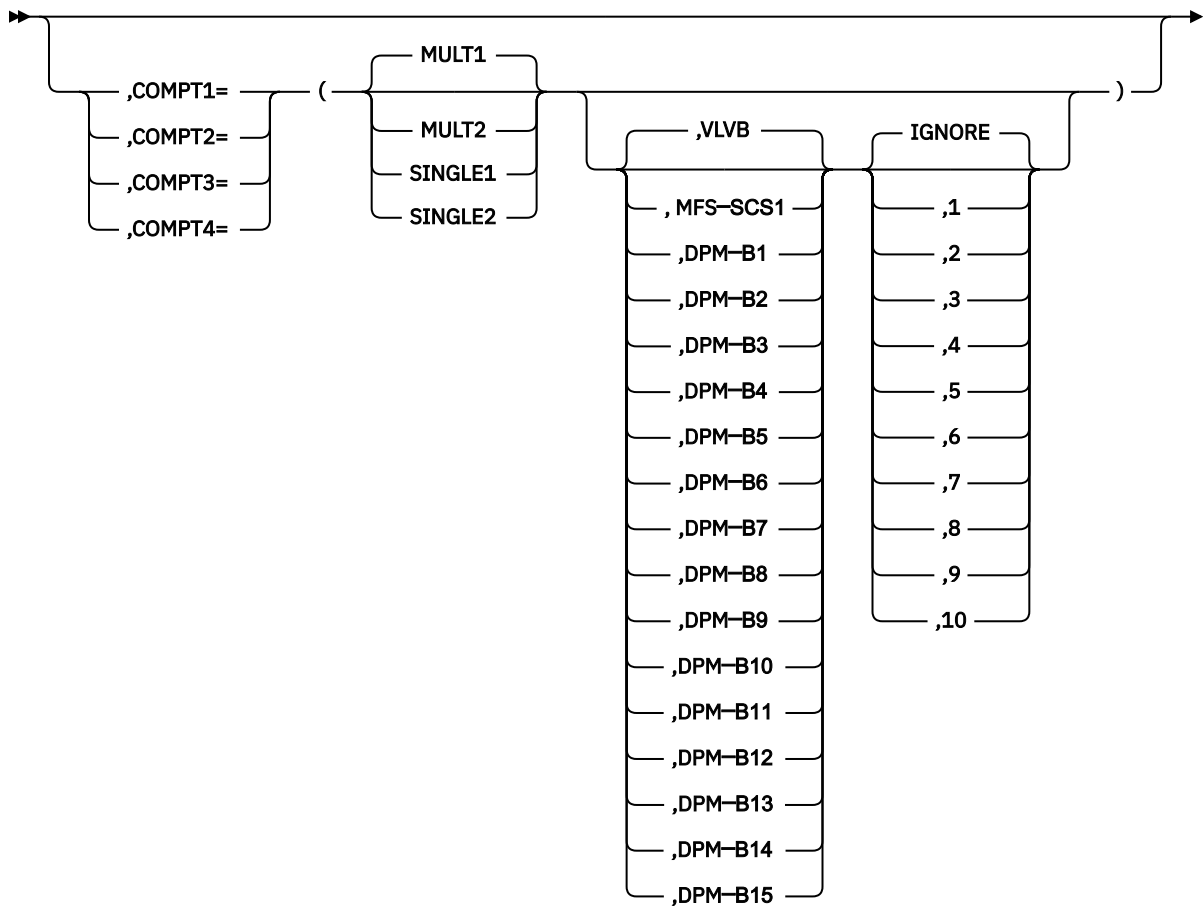 MULT1
,COMPT1= ( )
,COMPT2= MULT2 ,VLVB IGNORE
,COMPT3= SINGLE1
,COMPT4= SINGLE2
, MFS-SCS1 ,1
,DPM-B1 ,2
,DPM-B2 ,3
,DPM-B3 ,4
,DPM-B4 ,5
,DPM-B5 ,6
,DPM-B6 ,7
,DPM-B7 ,8
,DPM-B8 ,9
,DPM-B9 ,10
,DPM-B10
,DPM-B11
,DPM-B12
,DPM-B13
,DPM-B14
,DPM-B15